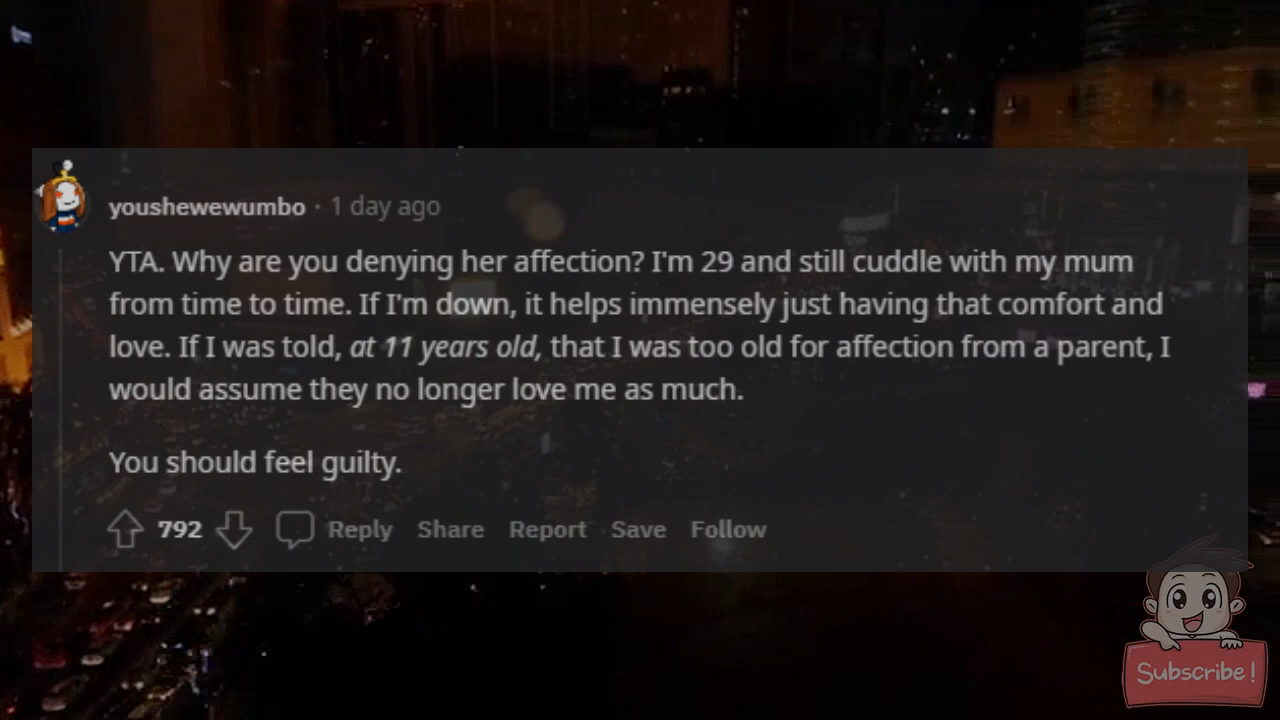 youshewewumbo · 1 day ago
YTA. Why are you denying her affection? I'm 29 and still cuddle with my mum
from time to time. If I'm down, it helps immensely just having that comfort and
love. If I was told, at 11 years old, that I was too old for affection from a parent, I
would assume they no longer love me as much.
You should feel guilty.
792 Reply Share Report Save Follow
Subscribe!